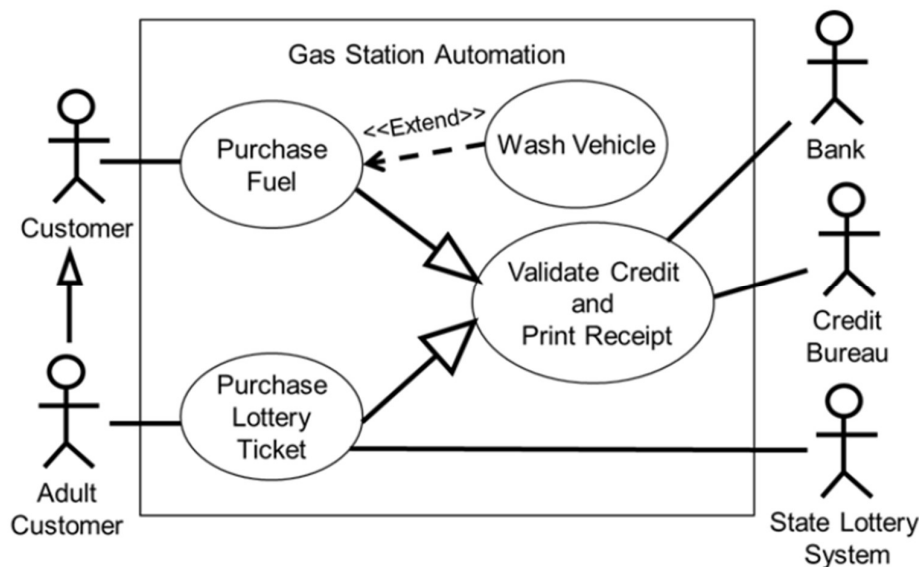 Gas Station Automation
Customer
Purchase
Fuel
<<Extend>>
Wash Vehicle
Bank
Validate Credit
and
Print Receipt
Credit
Bureau
Adult
Customer
Purchase
Lottery
Ticket
State Lottery
System